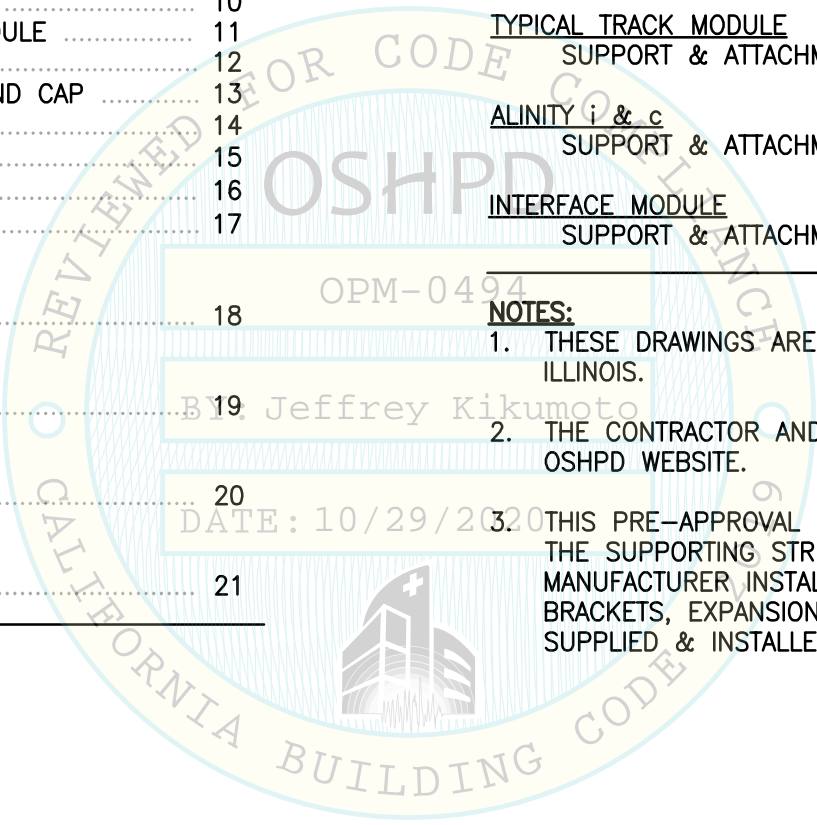 10
ULE ................. 11
12
ND CAP ............ 13
14
15
16
17
18
19
20
21
TYPICAL TRACK MODULE
SUPPORT & ATTACHM
ALINITY i & c
SUPPORT & ATTACHM
INTERFACE MODULE
SUPPORT & ATTACHM
NOTES:
1. THESE DRAWINGS ARE
ILLINOIS.
2. THE CONTRACTOR AND
OSHPD WEBSITE.
3. THIS PRE-APPROVAL
THE SUPPORTING STR
MANUFACTURER INSTAL
BRACKETS, EXPANSION
SUPPLIED & INSTALLE
REVIEWED FOR CODE COMPLIANCE
OSHPD
OPM-0494
BY: Jeffrey Kikumoto
DATE: 10/29/2020
CALIFORNIA BUILDING CODE 2019